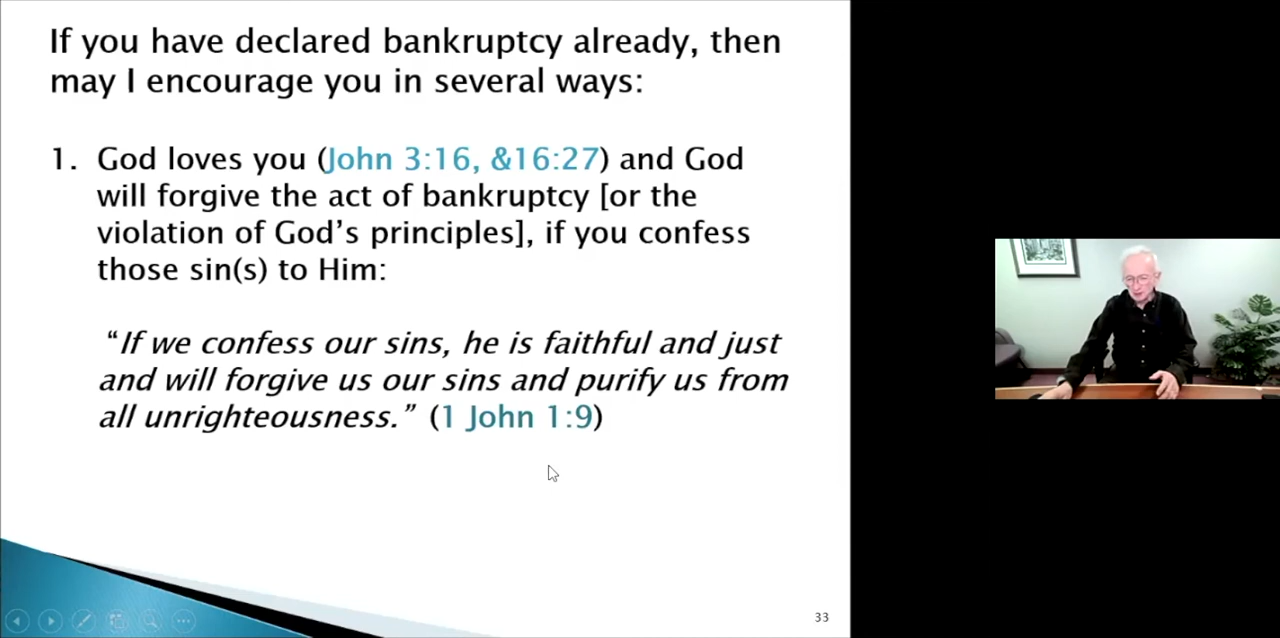 If you have declared bankruptcy already, then
may I encourage you in several ways:
1. God loves you (John 3:16, &16:27) and God
will forgive the act of bankruptcy [or the
violation of God’s principles], if you confess
those sin(s) to Him:
“If we confess our sins, he is faithful and just
and will forgive us our sins and purify us from
all unrighteousness.” (1 John 1:9)
33